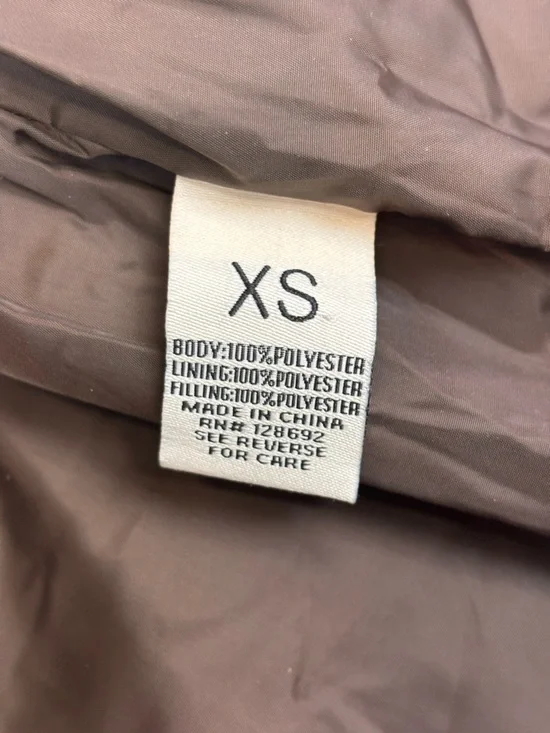 XS
BODY:100%POLYESTER
LINING:100%POLYESTER
FILLING:100%POLYESTER
MADE IN CHINA
RN# 128692
SEE REVERSE
FOR CARE